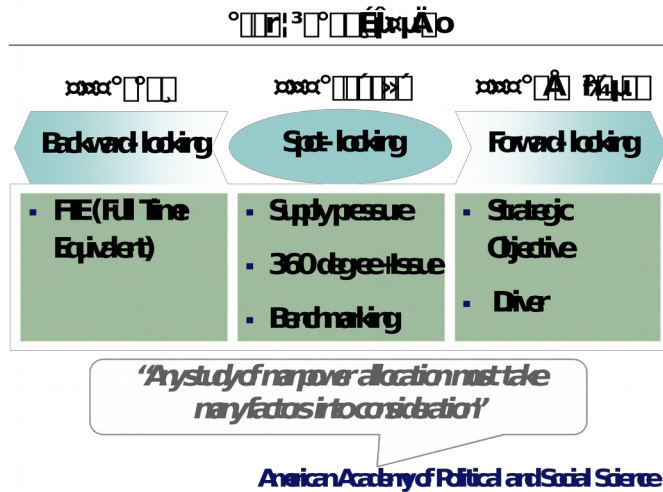 Backward-looking
Spot-looking
Forward-looking
FTE (Full Time
Equivalent)
Supply pressure
360 degree+Issue
Benchmarking
Strategic
Objective
Driver
“Any study of manpower allocation must take
many factors into consideration”
American Academy of Political and Social Science